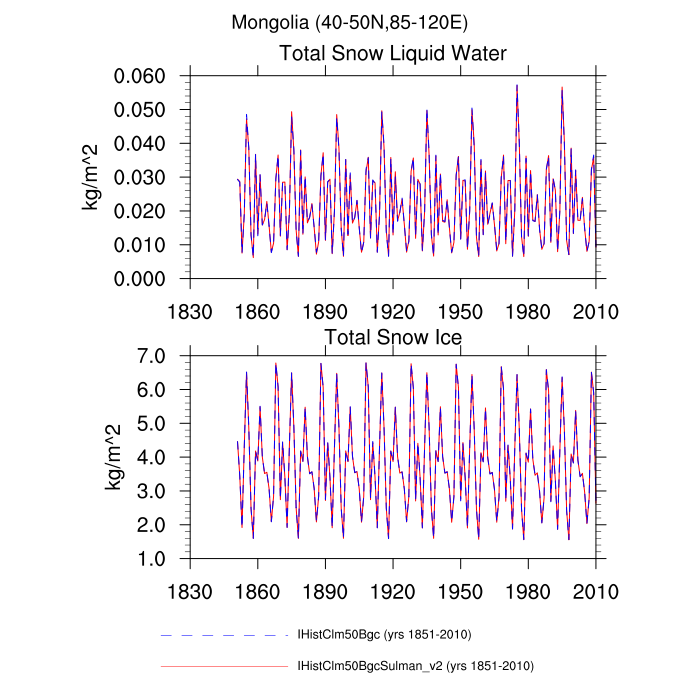 Mongolia (40-50N,85-120E)
Total Snow Liquid Water
0.060
0.050
0.040
0.030
0.020
0.010
0.000
kg/m^2
1830 1860 1890 1920 1950 1980 2010
Total Snow Ice
7.0
6.0
5.0
4.0
3.0
2.0
1.0
kg/m^2
1830 1860 1890 1920 1950 1980 2010
IHistClm50Bgc (yrs 1851-2010)
IHistClm50BgcSulman_v2 (yrs 1851-2010)